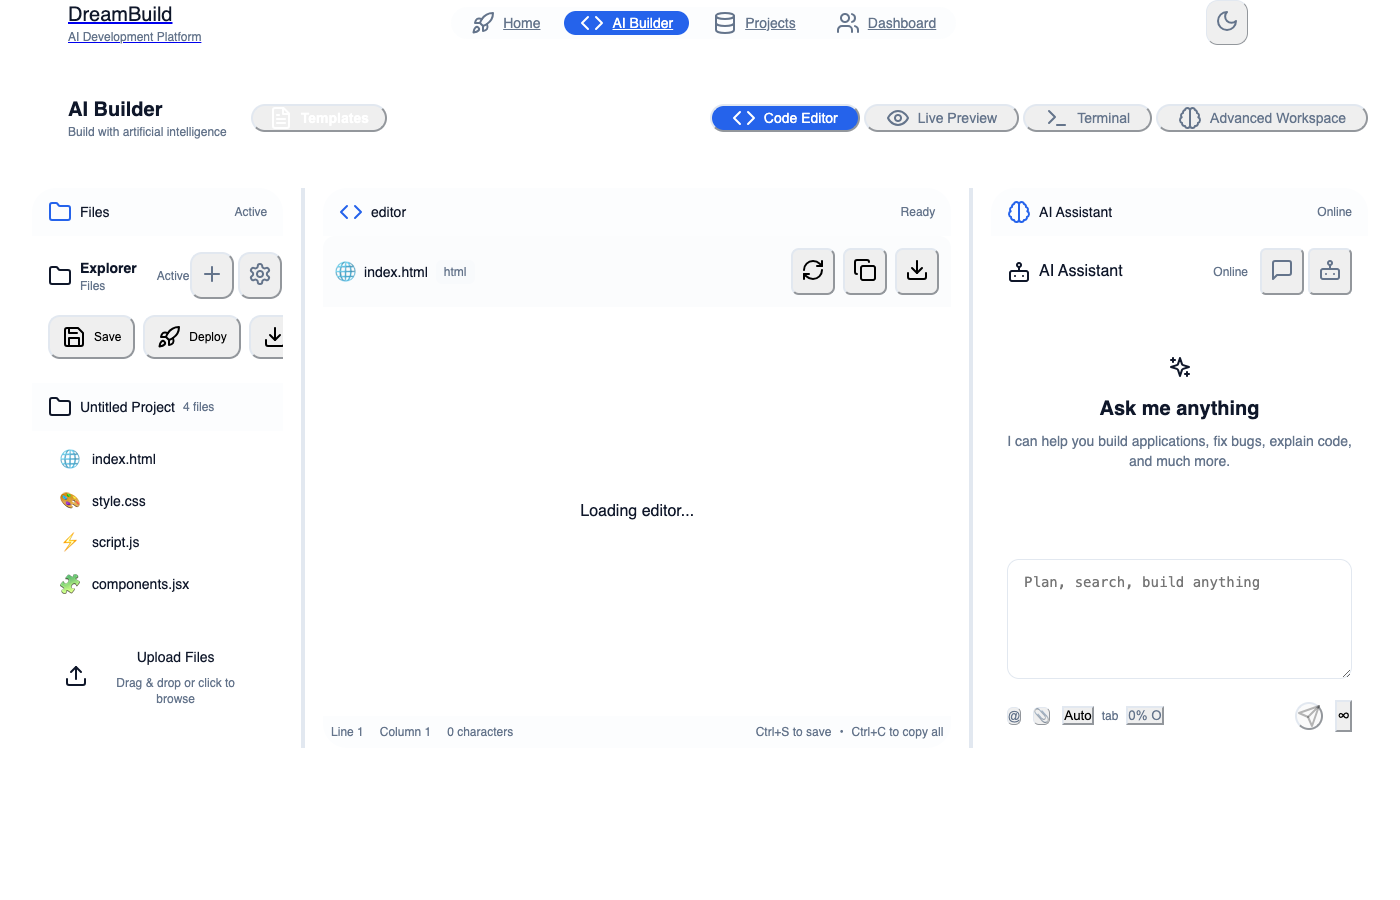 DreamBuild
AI Development Platform
Home
AI Builder
Projects
Dashboard
AI Builder
Build with artificial intelligence
Templates
Code Editor
Live Preview
Terminal
Advanced Workspace
Files
Active
Explorer
Files
Active
Save
Deploy
Untitled Project
4 files
index.html
style.css
script.js
components.jsx
Upload Files
Drag & drop or click to
browse
editor
Ready
index.html
html
Loading editor...
Line 1
Column 1
0 characters
Ctrl+S to save • Ctrl+C to copy all
AI Assistant
Online
AI Assistant
Online
Ask me anything
I can help you build applications, fix bugs, explain code,
and much more.
Plan, search, build anything
@
Auto
tab
0% O
∞